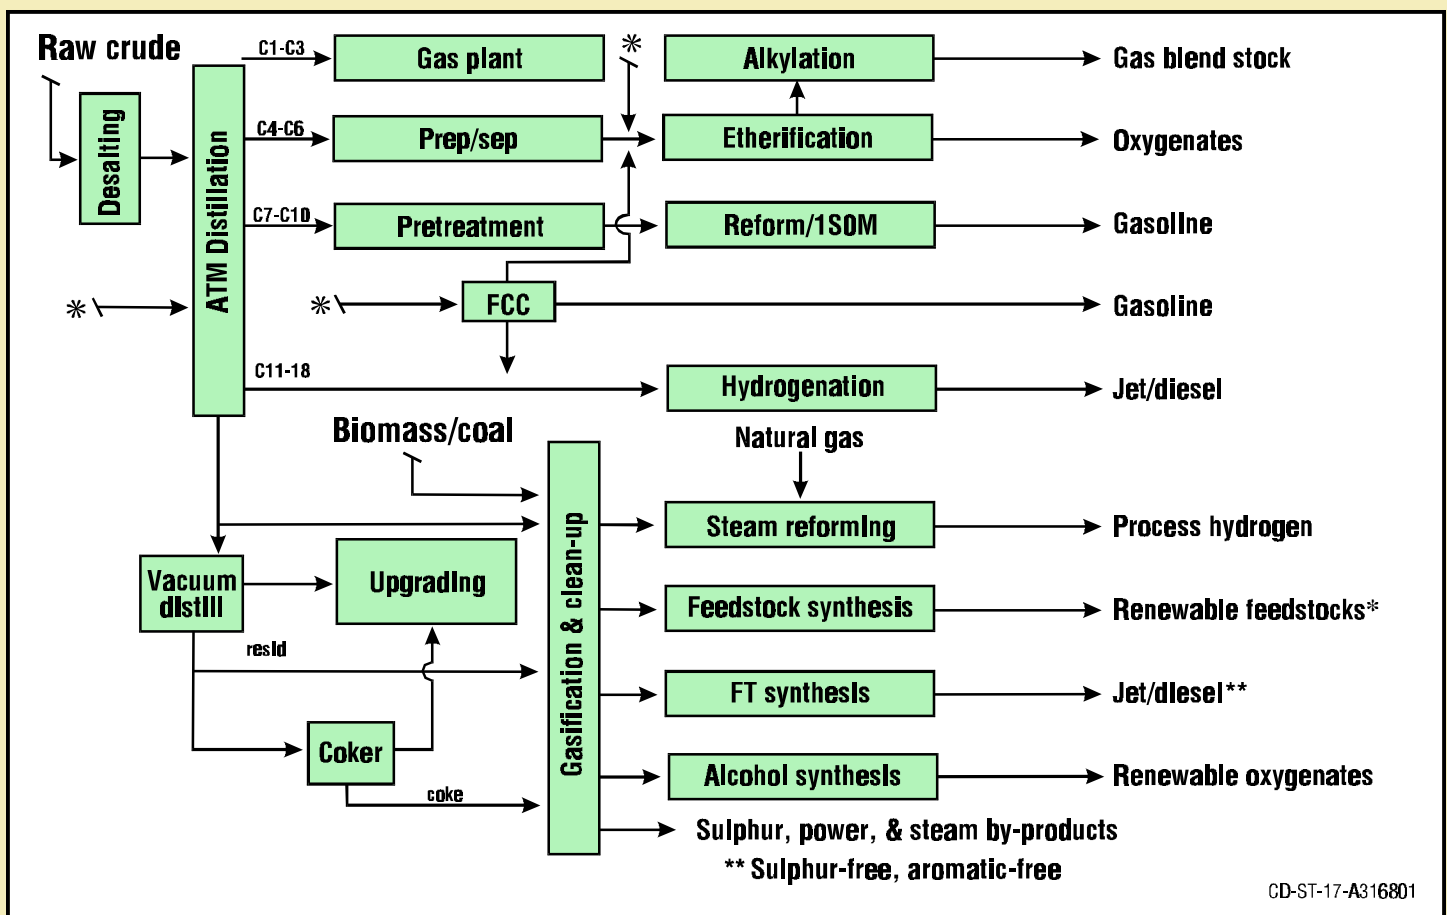 Raw crude
C1-C3
Gas plant
*
Alkylation
Gas blend stock
Desalting
ATM Distillation
C4-C6
Prep/sep
Etherification
Oxygenates
C7-C10
Pretreatment
Reform/1SOM
Gasoline
*
*
FCC
Gasoline
C11-18
Hydrogenation
Jet/diesel
Biomass/coal
Natural gas
Gasification & clean-up
Steam reforming
Process hydrogen
Vacuum
distill
Upgrading
Feedstock synthesis
Renewable feedstocks*
resid
FT synthesis
Jet/diesel**
Coker
Alcohol synthesis
Renewable oxygenates
coke
Sulphur, power, & steam by-products
** Sulphur-free, aromatic-free
CD-ST-17-A316801